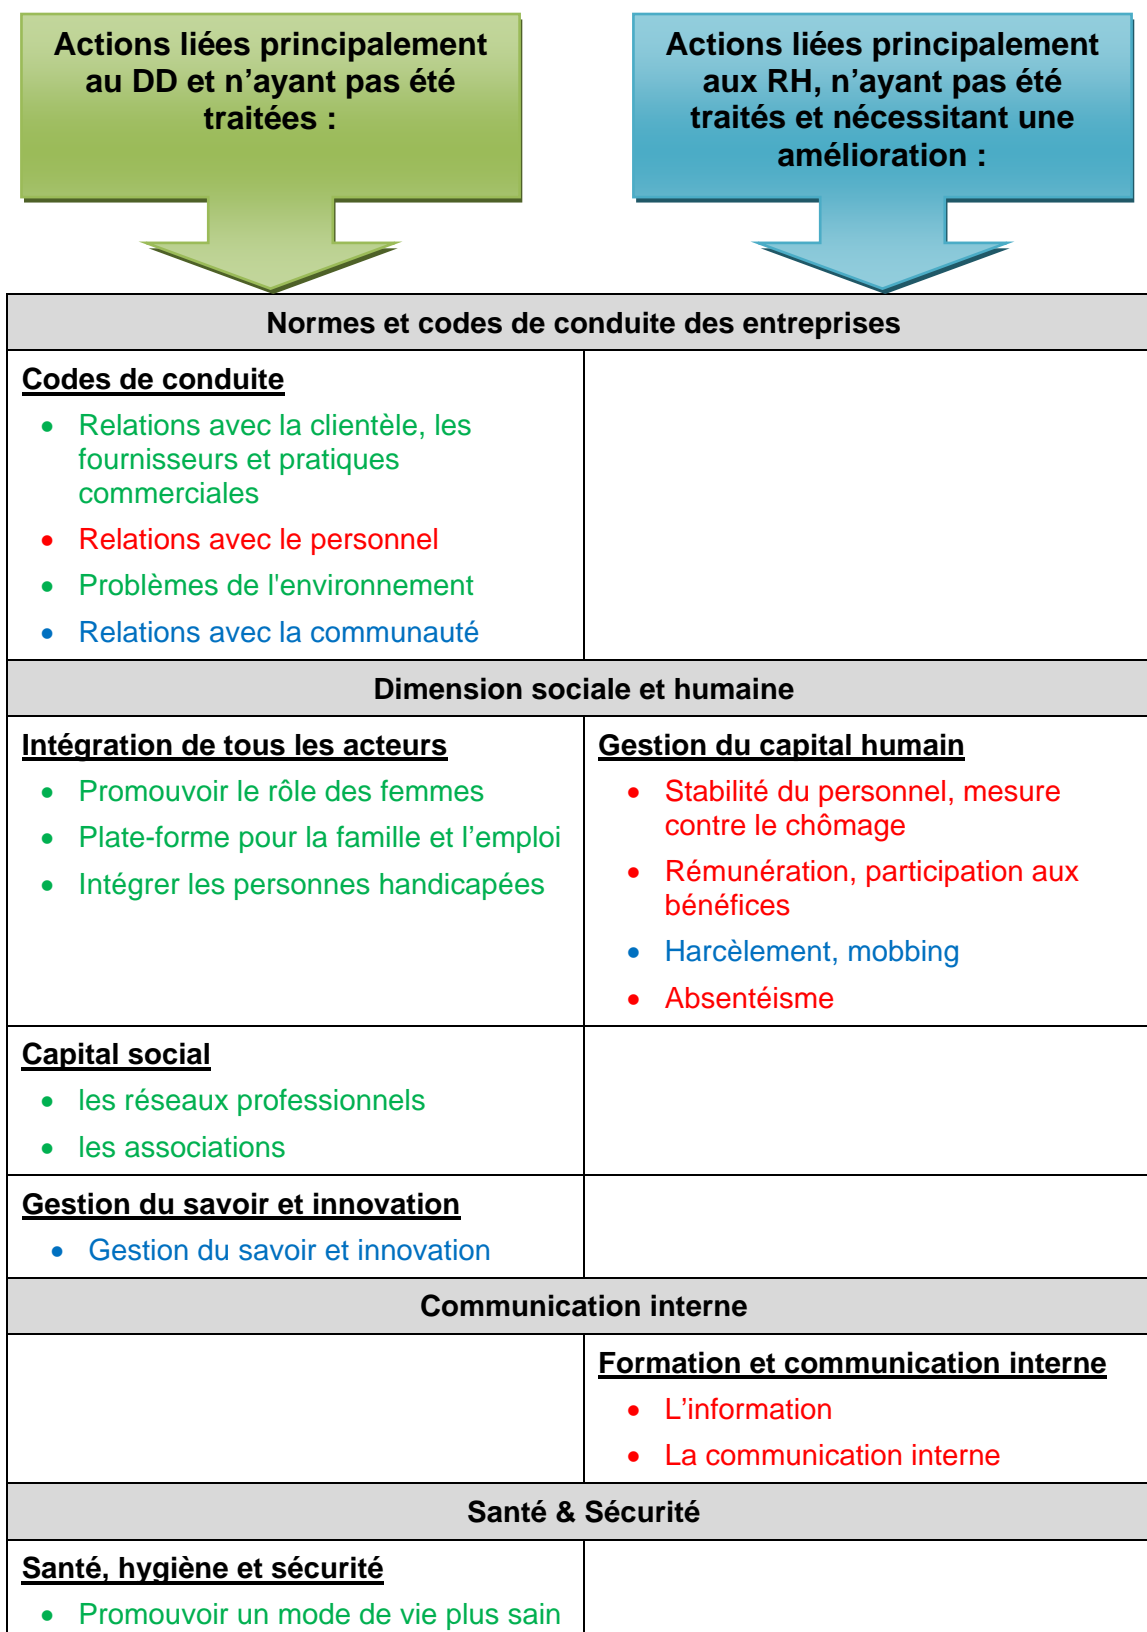 Actions liées principalement
au DD et n’ayant pas été
traitées :
Actions liées principalement
aux RH, n’ayant pas été
traités et nécessitant une
amélioration :
Normes et codes de conduite des entreprises
Codes de conduite
• Relations avec la clientèle, les
fournisseurs et pratiques
commerciales
• Relations avec le personnel
• Problèmes de l'environnement
• Relations avec la communauté
Dimension sociale et humaine
Intégration de tous les acteurs
• Promouvoir le rôle des femmes
• Plate-forme pour la famille et l’emploi
• Intégrer les personnes handicapées
Gestion du capital humain
• Stabilité du personnel, mesure
contre le chômage
• Rémunération, participation aux
bénéfices
• Harcèlement, mobbing
• Absentéisme
Capital social
• les réseaux professionnels
• les associations
Gestion du savoir et innovation
• Gestion du savoir et innovation
Communication interne
Formation et communication interne
• L’information
• La communication interne
Santé & Sécurité
Santé, hygiène et sécurité
• Promouvoir un mode de vie plus sain